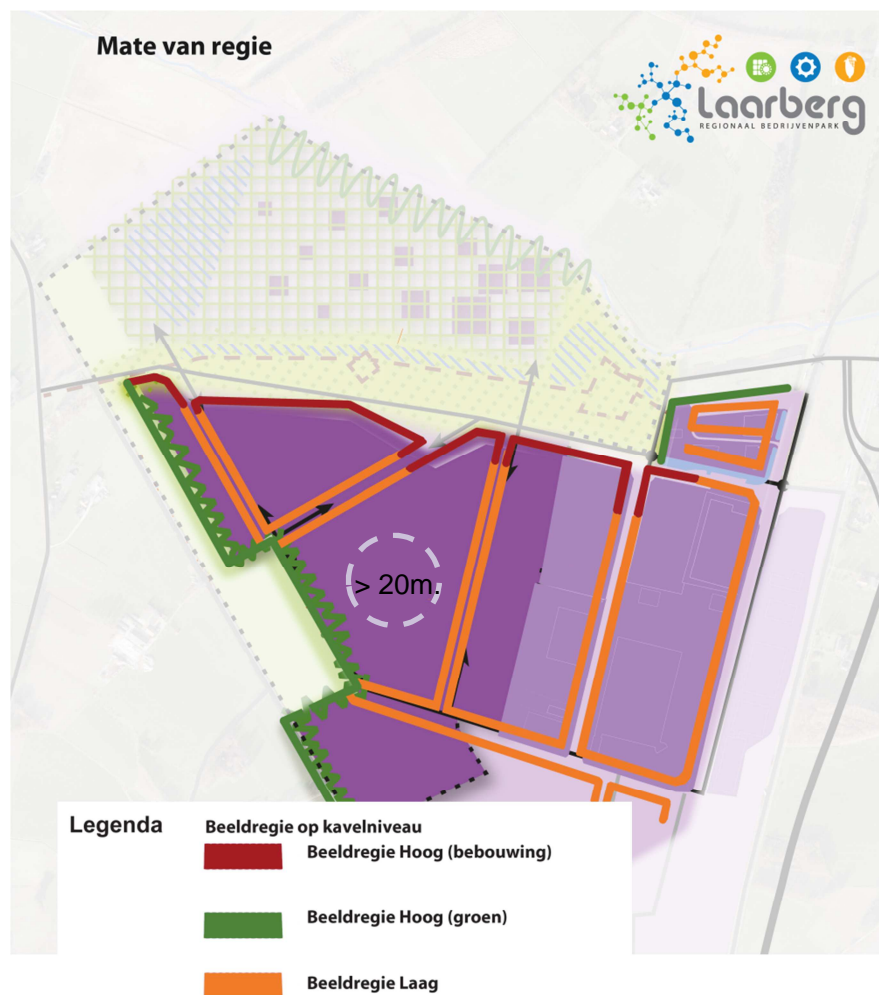 Mate van regie
Laarberg
REGIONAAL BEDRIJVENPARK
> 20m.
Legenda
Beeldregie op kavelniveau
Beeldregie Hoog (bebouwing)
Beeldregie Hoog (groen)
Beeldregie Laag